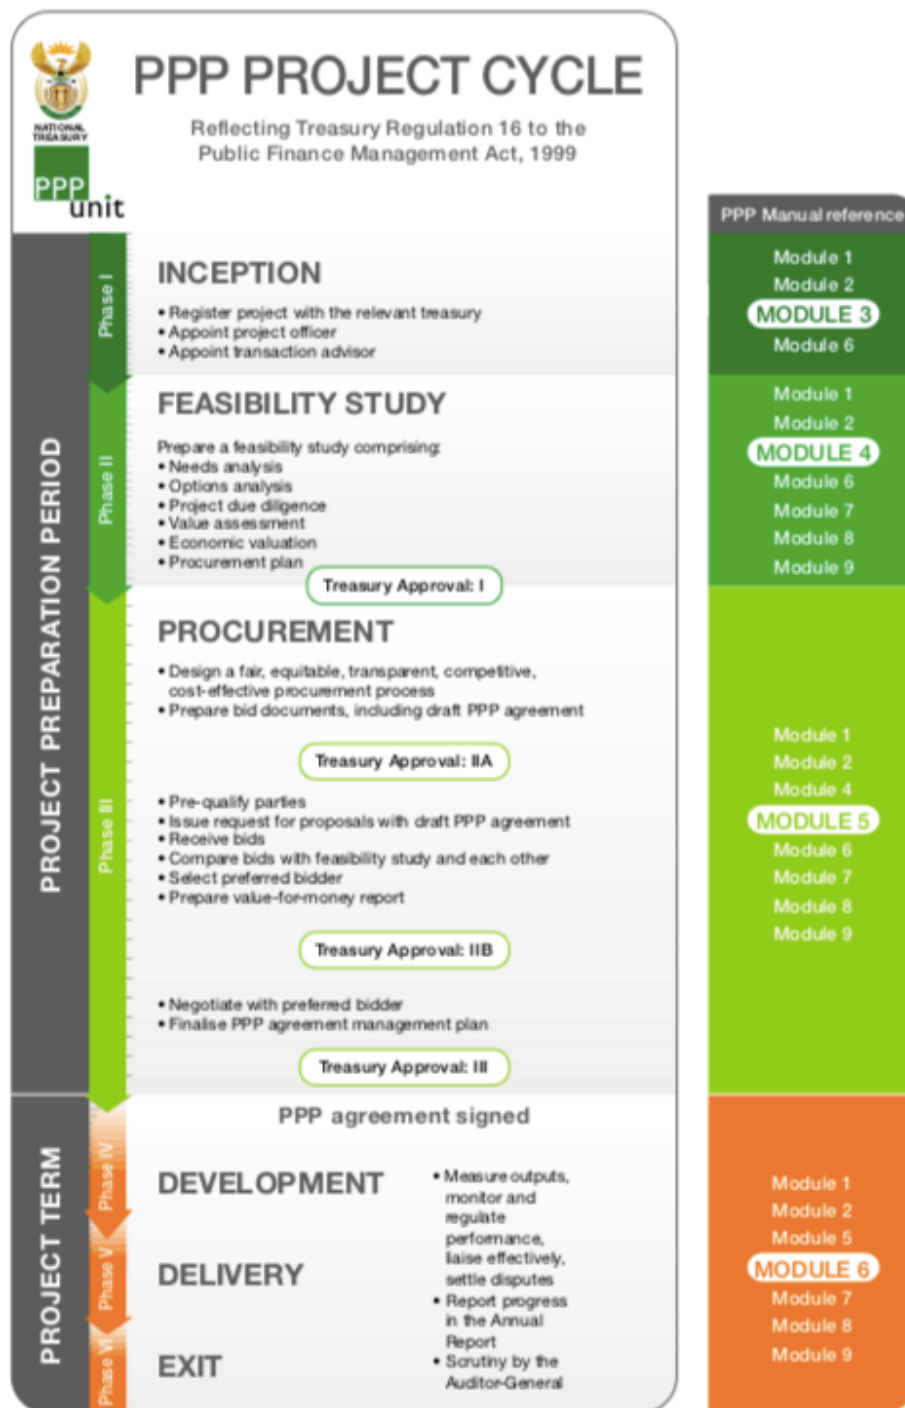 PPP PROJECT CYCLE
NATIONAL
TREASURY
PPP
unit
Reflecting Treasury Regulation 16 to the
Public Finance Management Act, 1999
PPP Manual reference
PROJECT PREPARATION PERIOD
Phase I
INCEPTION
• Register project with the relevant treasury
• Appoint project officer
• Appoint transaction advisor
Module 1
Module 2
MODULE 3
Module 6
Phase II
FEASIBILITY STUDY
Prepare a feasibility study comprising:
• Needs analysis
• Options analysis
• Project due diligence
• Value assessment
• Economic valuation
• Procurement plan
Treasury Approval: I
Module 1
Module 2
MODULE 4
Module 6
Module 7
Module 8
Module 9
Phase III
PROCUREMENT
• Design a fair, equitable, transparent, competitive,
cost-effective procurement process
• Prepare bid documents, including draft PPP agreement
Treasury Approval: IIA
• Pre-qualify parties
• Issue request for proposals with draft PPP agreement
• Receive bids
• Compare bids with feasibility study and each other
• Select preferred bidder
• Prepare value-for-money report
Treasury Approval: IIB
• Negotiate with preferred bidder
• Finalise PPP agreement management plan
Treasury Approval: III
Module 1
Module 2
Module 4
MODULE 5
Module 6
Module 7
Module 8
Module 9
PROJECT TERM
PPP agreement signed
Phase IV
DEVELOPMENT
Phase V
DELIVERY
Phase VI
EXIT
• Measure outputs,
monitor and
regulate
performance,
liaise effectively,
settle disputes
• Report progress
in the Annual
Report
• Scrutiny by the
Auditor-General
Module 1
Module 2
Module 5
MODULE 6
Module 7
Module 8
Module 9